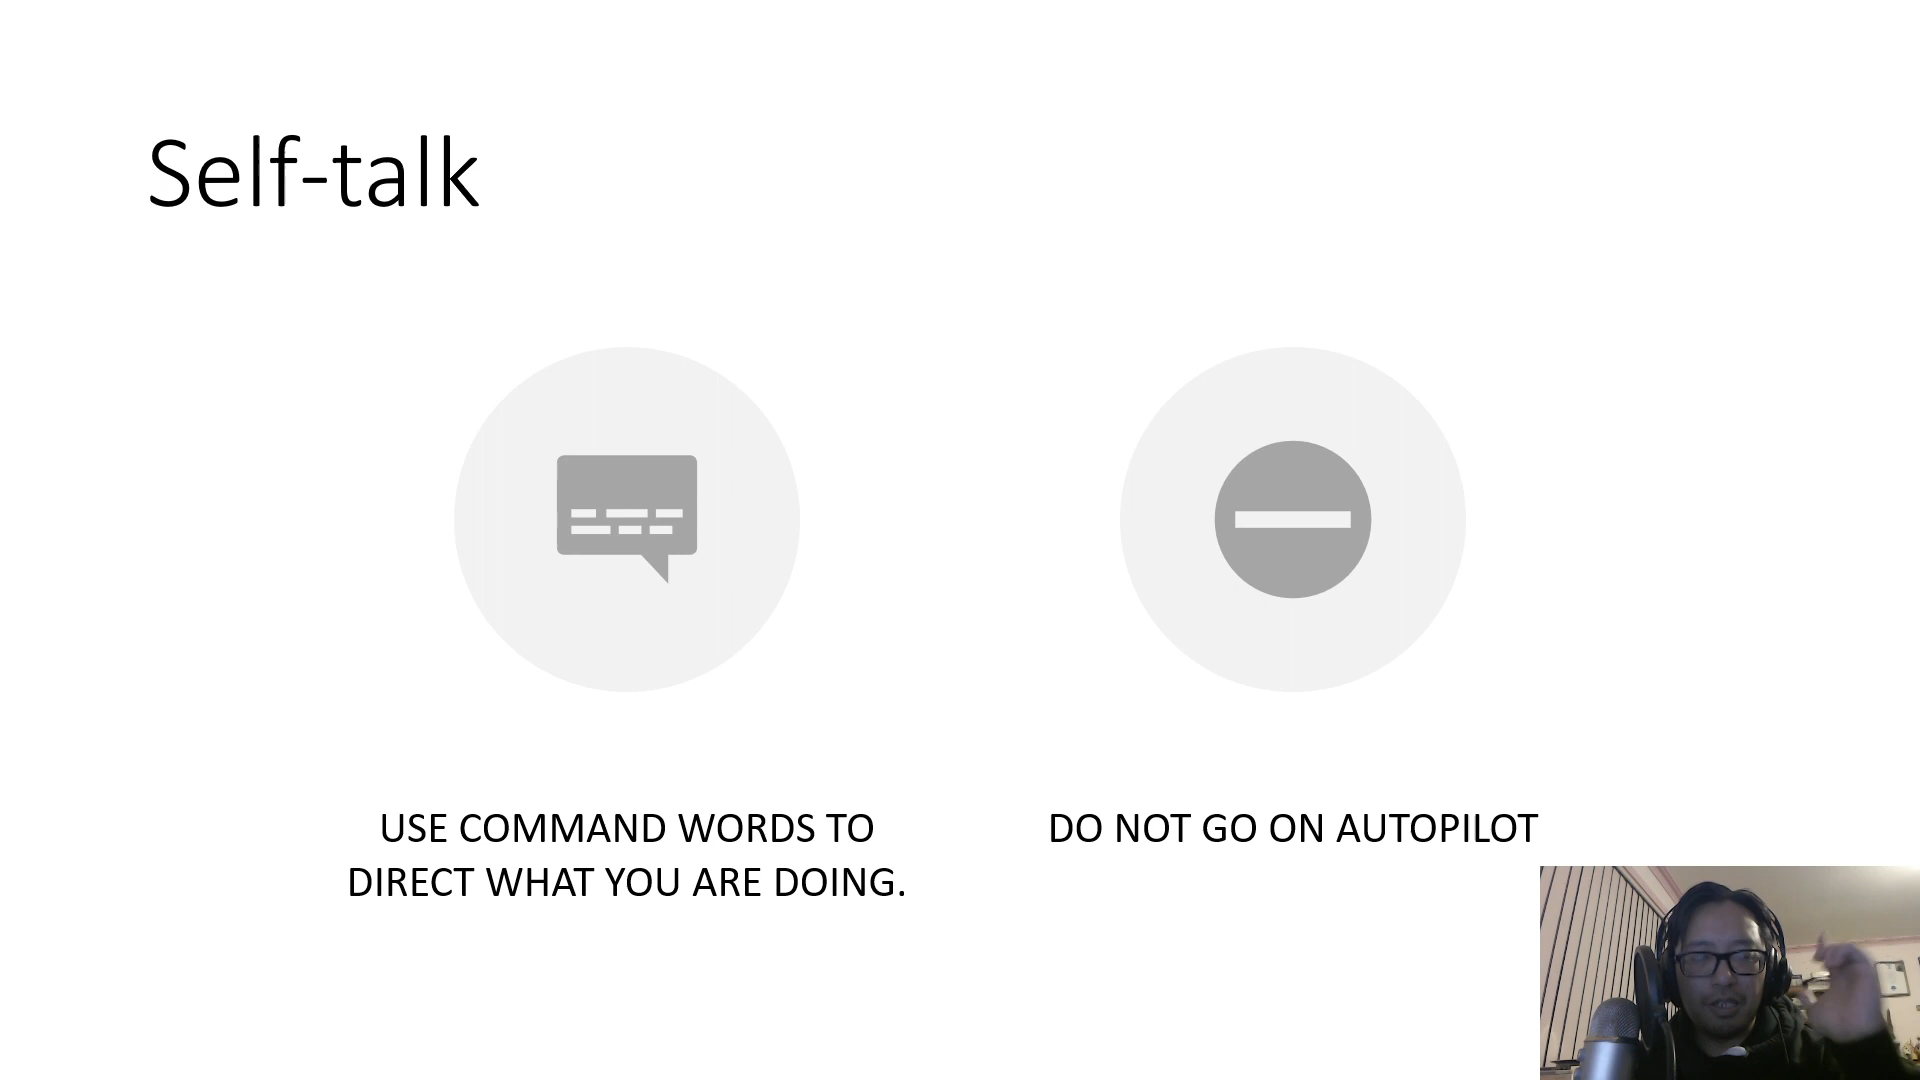 Self-talk
USE COMMAND WORDS TO
DIRECT WHAT YOU ARE DOING.
DO NOT GO ON AUTOPILOT